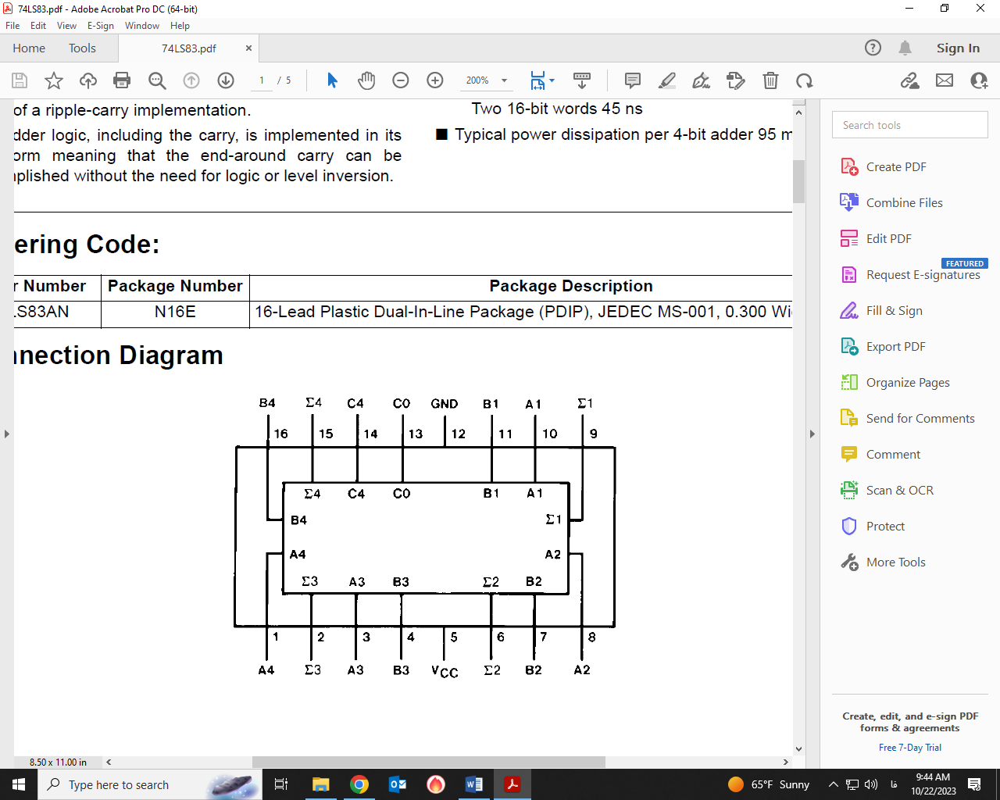 74LS83.pdf - Adobe Acrobat Pro DC (64-bit)
File Edit View E-Sign Window Help
Home Tools 74LS83.pdf × Sign In
1 / 5 200%
of a ripple-carry implementation.
dder logic, including the carry, is implemented in its
orm meaning that the end-around carry can be
nplished without the need for logic or level inversion.
Two 16-bit words 45 ns
■ Typical power dissipation per 4-bit adder 95 m
ering Code:
r Number Package Number Package Description
LS83AN N16E 16-Lead Plastic Dual-In-Line Package (PDIP), JEDEC MS-001, 0.300 Wi
nnection Diagram
B4 Σ4 C4 C0 GND B1 A1 Σ1
16 15 14 13 12 11 10 9
Σ4 C4 C0 B1 A1
B4 Σ1
A4 A2
Σ3 A3 B3 Σ2 B2
1 2 3 4 5 6 7 8
A4 Σ3 A3 B3 VCC Σ2 B2 A2
8.50 x 11.00 in
Search tools
Create PDF
Combine Files
Edit PDF
FEATURED
Request E-signatures
Fill & Sign
Export PDF
Organize Pages
Send for Comments
Comment
Scan & OCR
Protect
More Tools
Create, edit, and e-sign PDF
forms & agreements
Free 7-Day Trial
Type here to search
65°F Sunny
فا
9:44 AM
10/22/2023